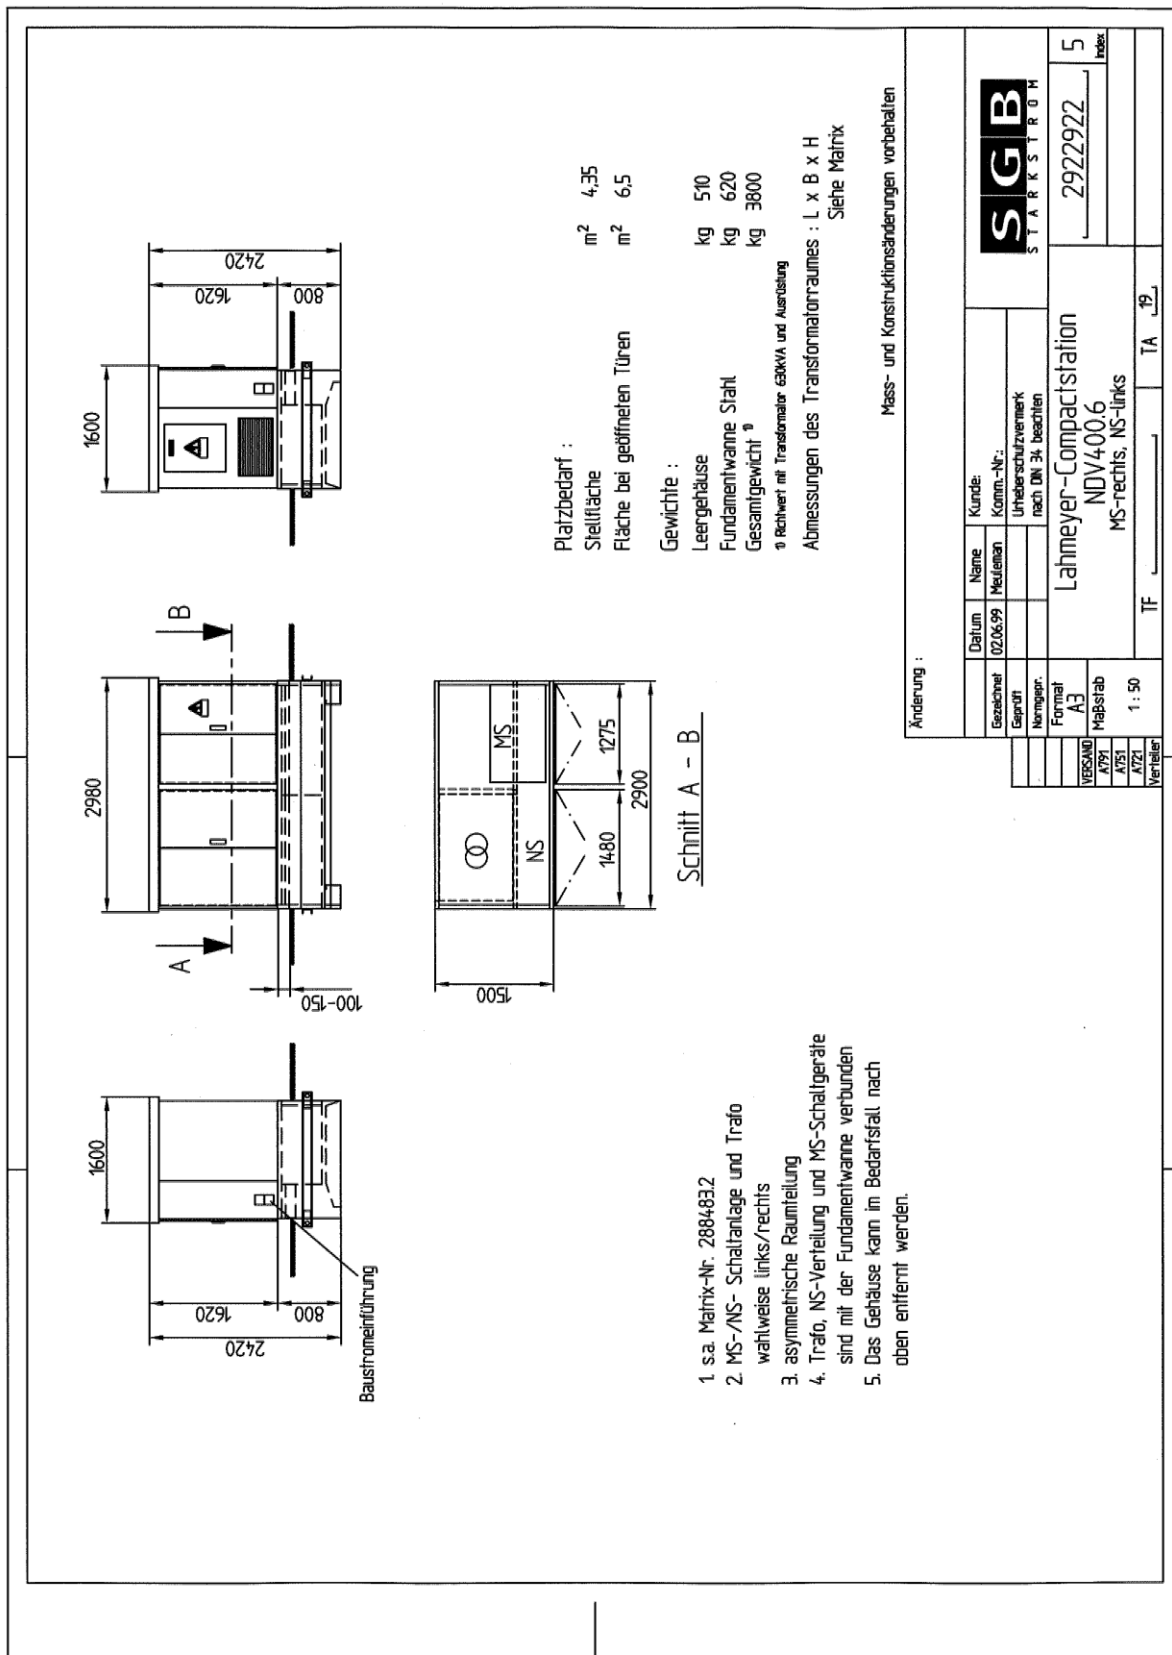 1600
1620
800
2420
Baustromeinführung
2980
A
B
100-150
1600
1620
800
2420
MS
NS
1480
1275
2900
1500
Schnitt A - B
Platzbedarf :
Stellfläche m² 4,35
Fläche bei geöffneten Türen m² 6,5
Gewichte :
Leergehäuse kg 510
Fundamentwanne Stahl kg 620
Gesamtgewicht ¹⁾ kg 3800
¹⁾ Richtwert mit Transformator 630kVA und Ausrüstung
Abmessungen des Transformatorraumes : L x B x H
Siehe Matrix
1. s.a. Matrix-Nr. 288483.2
2. MS-/NS- Schaltanlage und Trafo
wahlweise links/rechts
3. asymmetrische Raumteilung
4. Trafo, NS-Verteilung und MS-Schaltgeräte
sind mit der Fundamentwanne verbunden
5. Das Gehäuse kann im Bedarfsfall nach
oben entfernt werden.
Mass- und Konstruktionsänderungen vorbehalten
Änderung :
Datum Name Kunde:
Gezeichnet 02.06.99 Meuleman Komm.-Nr.:
Geprüft Urheberschutzvermerk
Normgepr. nach DIN 34 beachten
SGB
STARKSTROM
Format
A3
Maßstab
1 : 50
Lahmeyer-Compactstation
NDV400.6
MS-rechts, NS-links
2922922
5
Index
TF
TA 19
VERSAND
A791
A751
A721
Verteiler